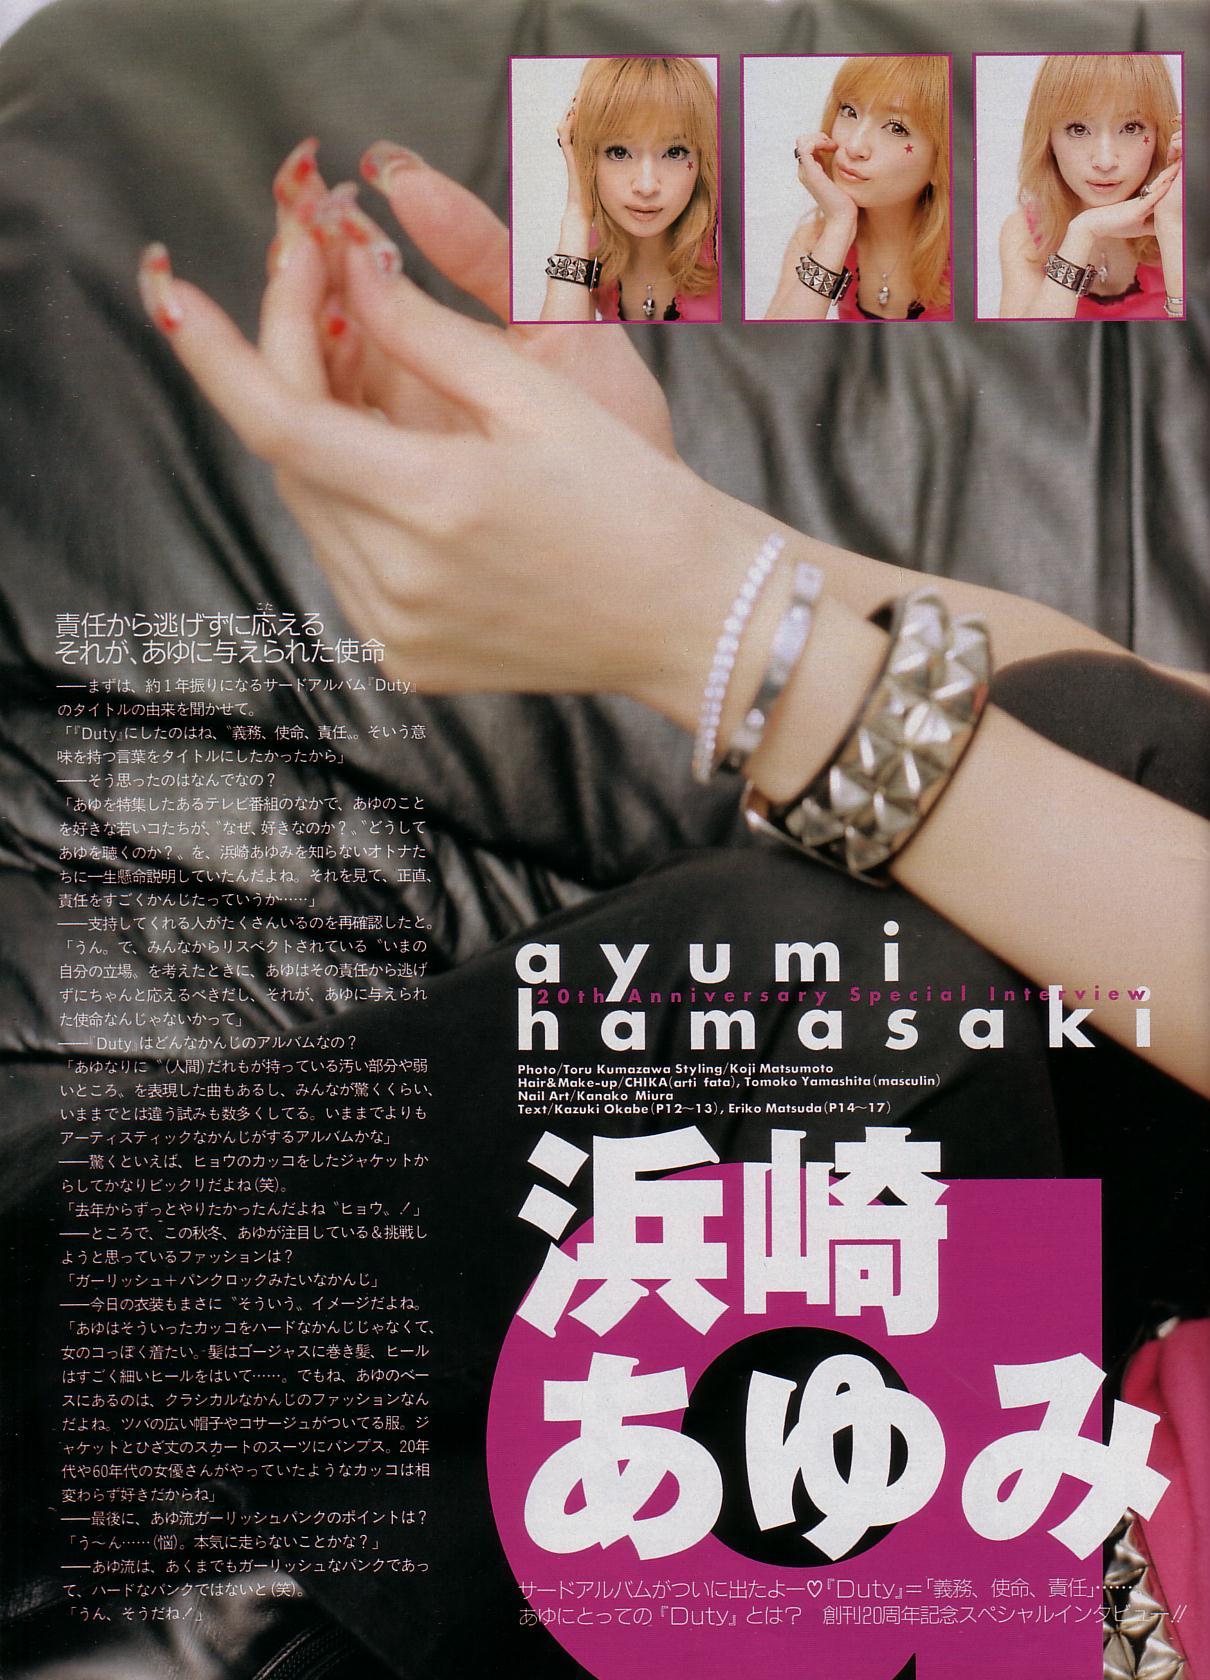 責任から逃げずに応える
こた
それが、あゆに与えられた使命
――まずは、約1年振りになるサードアルバム『Duty』
のタイトルの由来を聞かせて。
「『Duty』にしたのはね、〝義務、使命、責任〟。そいう意
味を持つ言葉をタイトルにしたかったから」
――そう思ったのはなんでなの？
「あゆを特集したあるテレビ番組のなかで、あゆのこと
を好きな若いコたちが、〝なぜ、好きなのか？〟〝どうして
あゆを聴くのか？〟を、浜崎あゆみを知らないオトナた
ちに一生懸命説明していたんだよね。それを見て、正直、
責任をすごくかんじたっていうか……」
――支持してくれる人がたくさんいるのを再確認したと。
「うん。で、みんなからリスペクトされている〝いまの
自分の立場〟を考えたときに、あゆはその責任から逃げ
ずにちゃんと応えるべきだし、それが、あゆに与えられ
た使命なんじゃないかって」
――『Duty』はどんなかんじのアルバムなの？
「あゆなりに〝(人間)だれもが持っている汚い部分や弱
いところ〟を表現した曲もあるし、みんなが驚くくらい、
いままでとは違う試みも数多くしてる。いままでよりも
アーティスティックなかんじがするアルバムかな」
――驚くといえば、ヒョウのカッコをしたジャケットか
らしてかなりビックリだよね(笑)。
「去年からずっとやりたかったんだよね〝ヒョウ〟！」
――ところで、この秋冬、あゆが注目している＆挑戦し
ようと思っているファッションは？
「ガーリッシュ＋パンクロックみたいなかんじ」
――今日の衣装もまさに〝そういう〟イメージだよね。
「あゆはそういったカッコをハードなかんじじゃなくて、
女のコっぽく着たい。髪はゴージャスに巻き髪、ヒール
はすごく細いヒールをはいて……。でもね、あゆのベー
スにあるのは、クラシカルなかんじのファッションなん
だよね。ツバの広い帽子やコサージュがついてる服。ジ
ャケットとひざ丈のスカートのスーツにパンプス。20年
代や60年代の女優さんがやっていたようなカッコは相
変わらず好きだからね」
――最後に、あゆ流ガーリッシュパンクのポイントは？
「う〜ん……(悩)。本気に走らないことかな？」
――あゆ流は、あくまでもガーリッシュなパンクであっ
て、ハードなパンクではないと(笑)。
「うん、そうだね！」
ayumi
20th Anniversary Special Interview
hamasaki
Photo/Toru Kumazawa Styling/Koji Matsumoto
Hair&Make-up/CHIKA(arti fata), Tomoko Yamashita(masculin)
Nail Art/Kanako Miura
Text/Kazuki Okabe(P12〜13), Eriko Matsuda(P14〜17)
浜崎
あゆみ
サードアルバムがついに出たよー♡『Duty』＝「義務、使命、責任」……
あゆにとっての『Duty』とは？ 創刊20周年記念スペシャルインタビュー!!